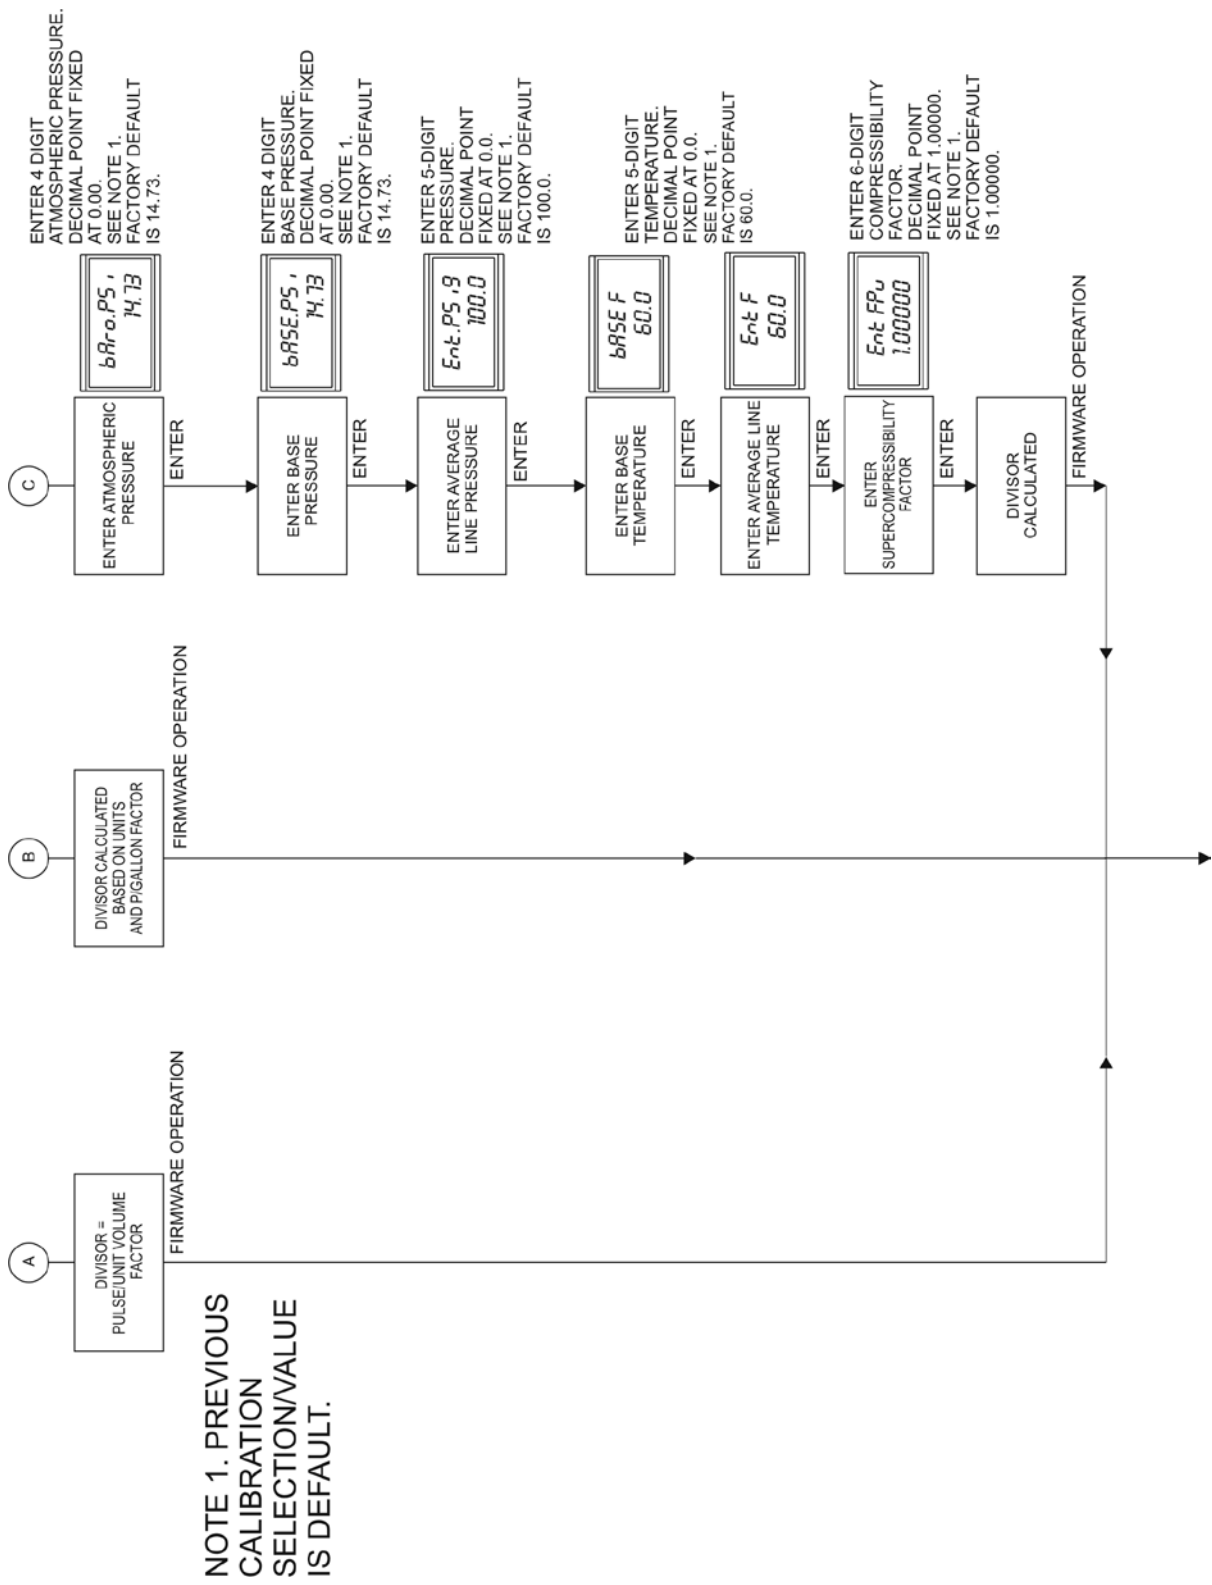 A
DIVISOR =
PULSE/UNIT VOLUME
FACTOR
FIRMWARE OPERATION
NOTE 1. PREVIOUS
CALIBRATION
SELECTION/VALUE
IS DEFAULT.
B
DIVISOR CALCULATED
BASED ON UNITS
AND P/GALLON FACTOR
FIRMWARE OPERATION
C
ENTER ATMOSPHERIC
PRESSURE
bAro.PSi
14.73
ENTER 4 DIGIT
ATMOSPHERIC PRESSURE.
DECIMAL POINT FIXED
AT 0.00.
SEE NOTE 1.
FACTORY DEFAULT
IS 14.73.
ENTER
ENTER BASE
PRESSURE
bASE.PSi
14.73
ENTER 4 DIGIT
BASE PRESSURE.
DECIMAL POINT FIXED
AT 0.00.
SEE NOTE 1.
FACTORY DEFAULT
IS 14.73.
ENTER
ENTER AVERAGE
LINE PRESSURE
Ent.PSig
100.0
ENTER 5-DIGIT
PRESSURE.
DECIMAL POINT
FIXED AT 0.0.
SEE NOTE 1.
FACTORY DEFAULT
IS 100.0.
ENTER
ENTER BASE
TEMPERATURE
bASE F
60.0
ENTER 5-DIGIT
TEMPERATURE.
DECIMAL POINT
FIXED AT 0.0.
SEE NOTE 1.
FACTORY DEFAULT
IS 60.0.
ENTER
ENTER AVERAGE LINE
TEMPERATURE
Ent F
60.0
ENTER
ENTER
SUPERCOMPRESSIBILITY
FACTOR
Ent FPv
1.00000
ENTER 6-DIGIT
COMPRESSIBILITY
FACTOR.
DECIMAL POINT
FIXED AT 1.00000.
SEE NOTE 1.
FACTORY DEFAULT
IS 1.00000.
ENTER
DIVISOR
CALCULATED
FIRMWARE OPERATION